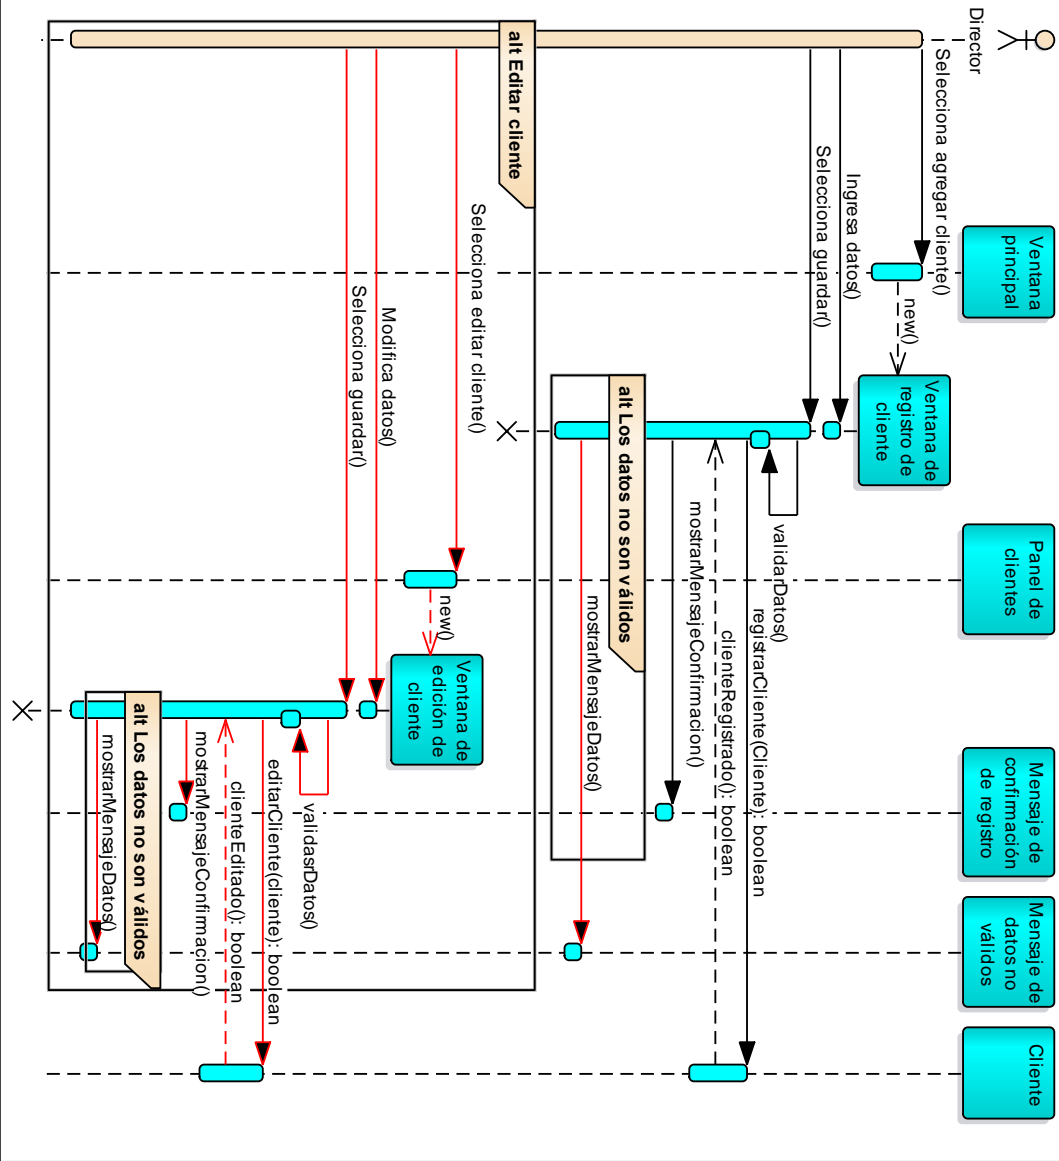 Director
Ventana
principal
Ventana de
registro de
cliente
Panel de
clientes
Mensaje de
confirmación
de registro
Mensaje de
datos no
válidos
Cliente
Selecciona agregar cliente()
new()
Ingresa datos()
Selecciona guardar()
validarDatos()
registrarCliente(Cliente): boolean
clienteRegistrado(): boolean
mostrarMensajeConfirmacion()
alt Los datos no son válidos
mostrarMensajeDatos()
alt Editar cliente
Selecciona editar cliente()
new()
Ventana de
edición de
cliente
Modifica datos()
Selecciona guardar()
validasrDatos()
editarCliente(cliente): boolean
clienteEditado(): boolean
mostrarMensajeConfirmacion()
alt Los datos no son válidos
mostrarMensajeDatos()